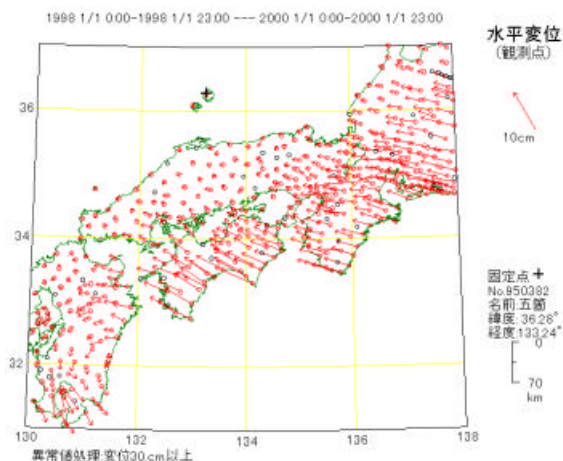 1998 1/1 0:00-1998 1/1 23:00 --- 2000 1/1 0:00-2000 1/1 23:00
水平変位
(観測点)
36
10cm
34
固定点 +
No.950382
名前:五箇
緯度:36.28°
経度:133.24°
0
32
70
km
130 132 134 136 138
異常値処理:変位30.cm以上